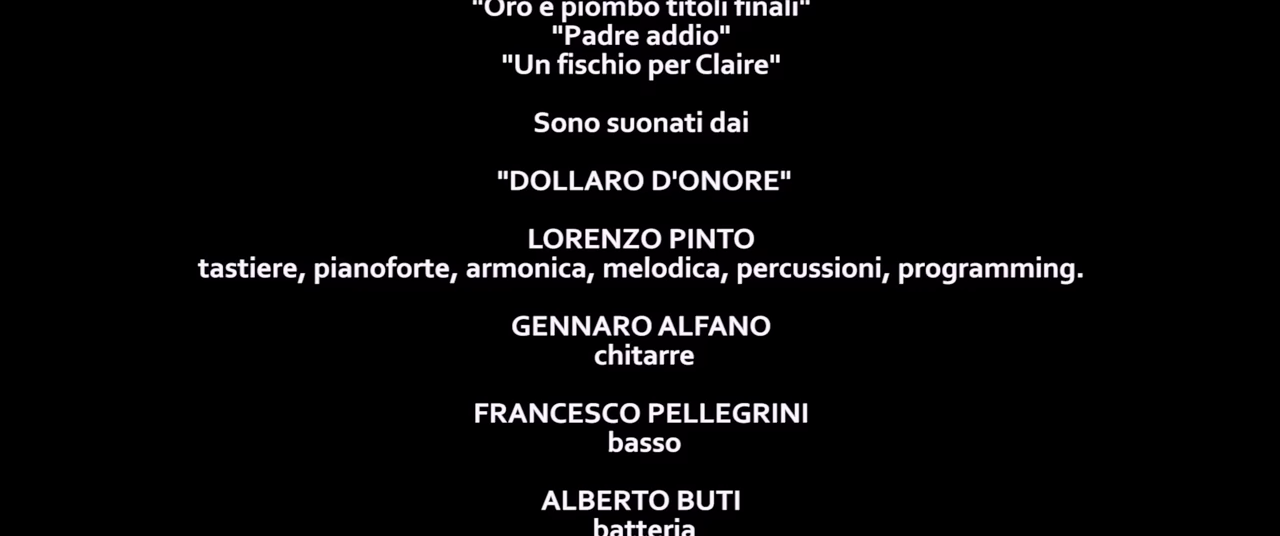 "Oro e piombo titoli finali"
"Padre addio"
"Un fischio per Claire"
Sono suonati dai
"DOLLARO D'ONORE"
LORENZO PINTO
tastiere, pianoforte, armonica, melodica, percussioni, programming.
GENNARO ALFANO
chitarre
FRANCESCO PELLEGRINI
basso
ALBERTO BUTI
batteria